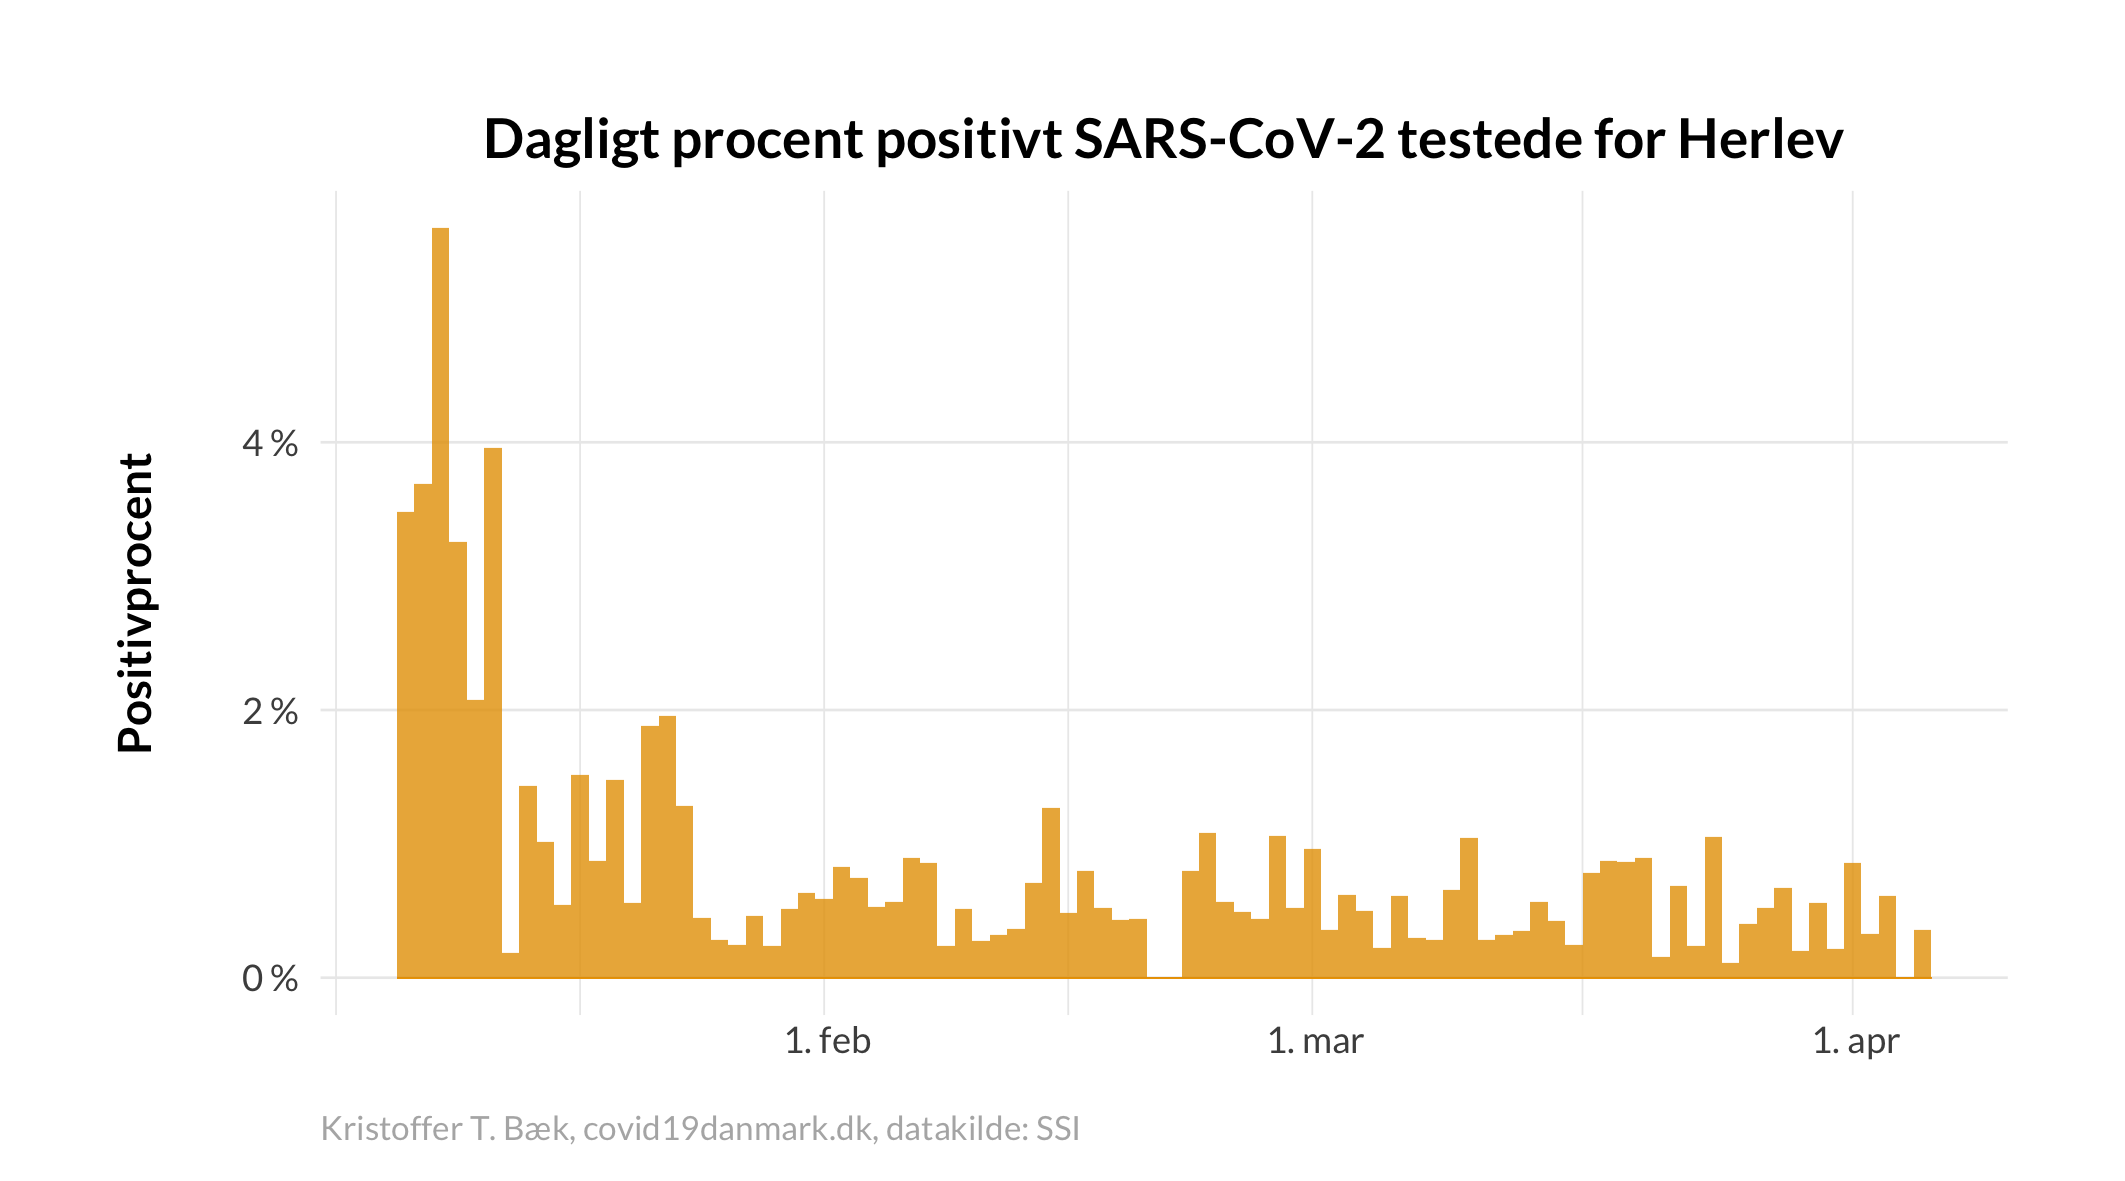 Dagligt procent positivt SARS-CoV-2 testede for Herlev
Positivprocent
4 %
2 %
0 %
1. feb
1. mar
1. apr
Kristoffer T. Bæk, covid19danmark.dk, datakilde: SSI